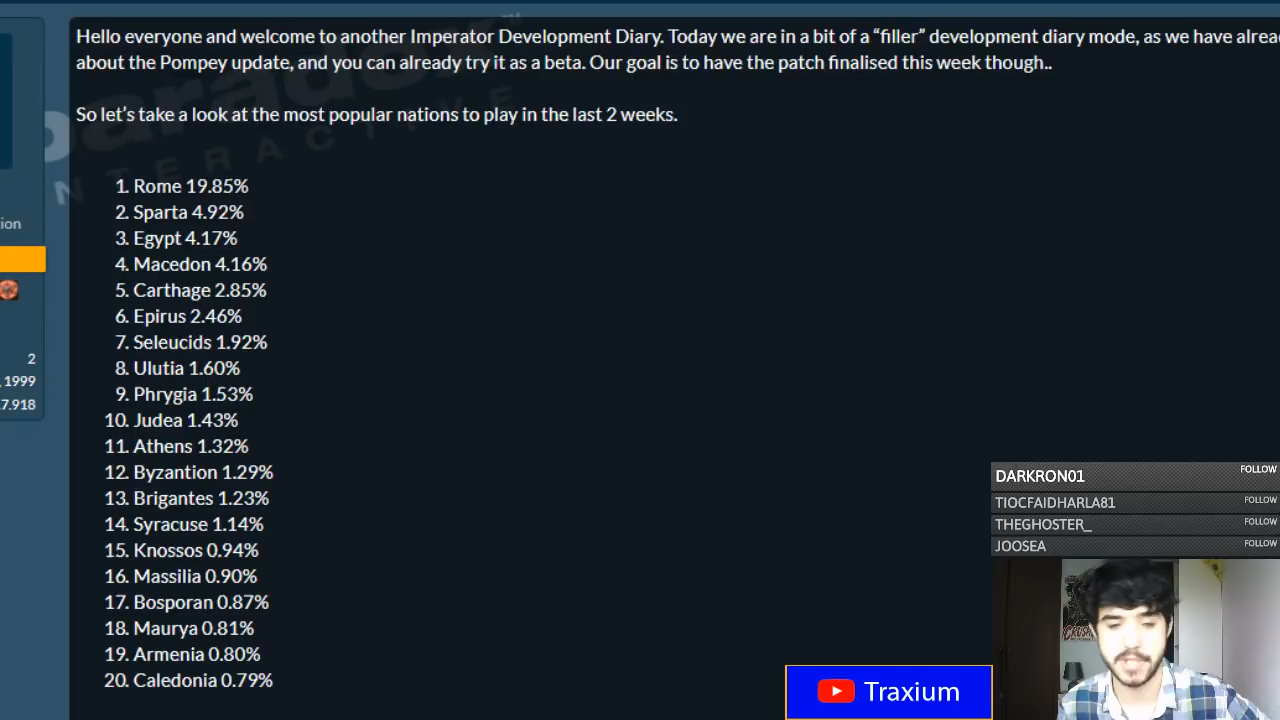 Hello everyone and welcome to another Imperator Development Diary. Today we are in a bit of a “filler” development diary mode, as we have alrea
about the Pompey update, and you can already try it as a beta. Our goal is to have the patch finalised this week though..
So let’s take a look at the most popular nations to play in the last 2 weeks.
paradox
INTERACTIVE
1. Rome 19.85%
2. Sparta 4.92%
3. Egypt 4.17%
4. Macedon 4.16%
5. Carthage 2.85%
6. Epirus 2.46%
7. Seleucids 1.92%
8. Ulutia 1.60%
9. Phrygia 1.53%
10. Judea 1.43%
11. Athens 1.32%
12. Byzantion 1.29%
13. Brigantes 1.23%
14. Syracuse 1.14%
15. Knossos 0.94%
16. Massilia 0.90%
17. Bosporan 0.87%
18. Maurya 0.81%
19. Armenia 0.80%
20. Caledonia 0.79%
ion
2
, 1999
7.918
DARKRON01 FOLLOW
TIOCFAIDHARLA81 FOLLOW
THEGHOSTER_ FOLLOW
JOOSEA FOLLOW
Traxium